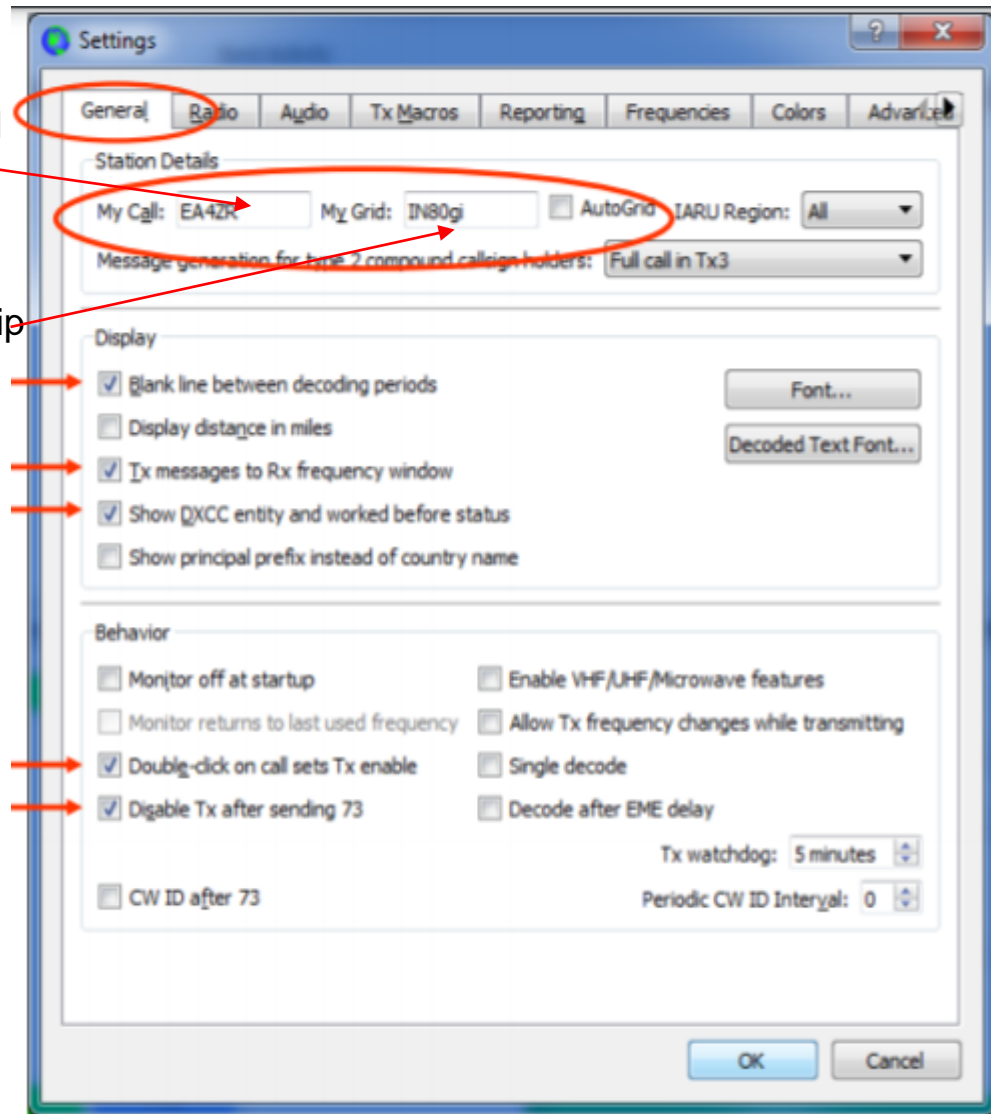 Settings
General Radio Audio Tx Macros Reporting Frequencies Colors Advanced
Station Details
My Call: EA4ZR My Grid: IN80gi AutoGrid IARU Region: All
Message generation for type 2 compound callsign holders: Full call in Tx3
ip
Display
Blank line between decoding periods Font...
Display distance in miles
Decoded Text Font...
Tx messages to Rx frequency window
Show DXCC entity and worked before status
Show principal prefix instead of country name
Behavior
Monitor off at startup Enable VHF/UHF/Microwave features
Monitor returns to last used frequency Allow Tx frequency changes while transmitting
Double-click on call sets Tx enable Single decode
Disable Tx after sending 73 Decode after EME delay
Tx watchdog: 5 minutes
CW ID after 73 Periodic CW ID Interval: 0
OK Cancel